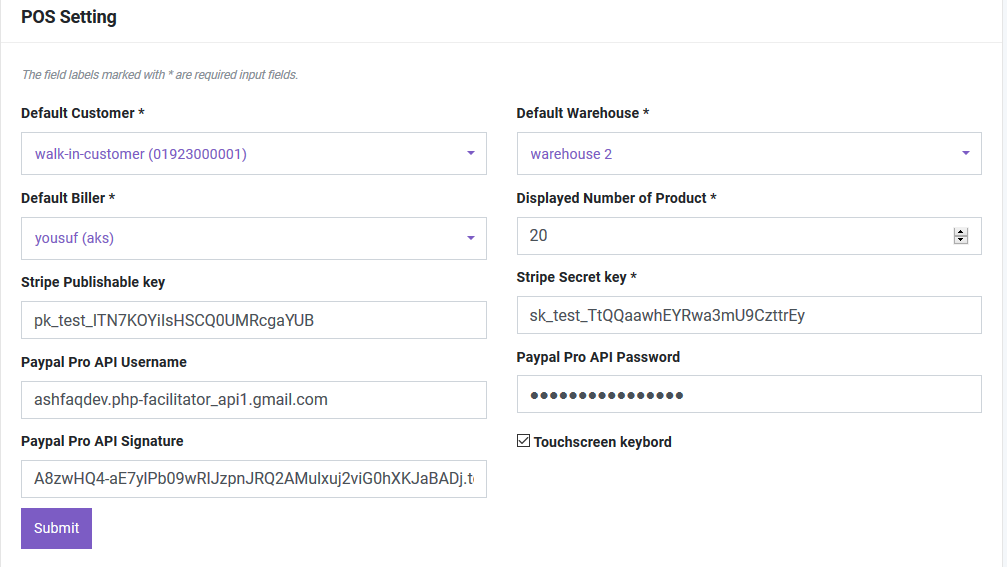 POS Setting
The field labels marked with * are required input fields.
Default Customer *
walk-in-customer (01923000001)
Default Warehouse *
warehouse 2
Default Biller *
yousuf (aks)
Displayed Number of Product *
20
Stripe Publishable key
pk_test_ITN7KOYiIsHSCQ0UMRcgaYUB
Stripe Secret key *
sk_test_TtQQaawhEYRwa3mU9CzttrEy
Paypal Pro API Username
ashfaqdev.php-facilitator_api1.gmail.com
Paypal Pro API Password
●●●●●●●●●●●●●●●●
Paypal Pro API Signature
A8zwHQ4-aE7ylPb09wRlJzpnJRQ2AMulxuj2viG0hXKJaBADj.t
Touchscreen keybord
Submit